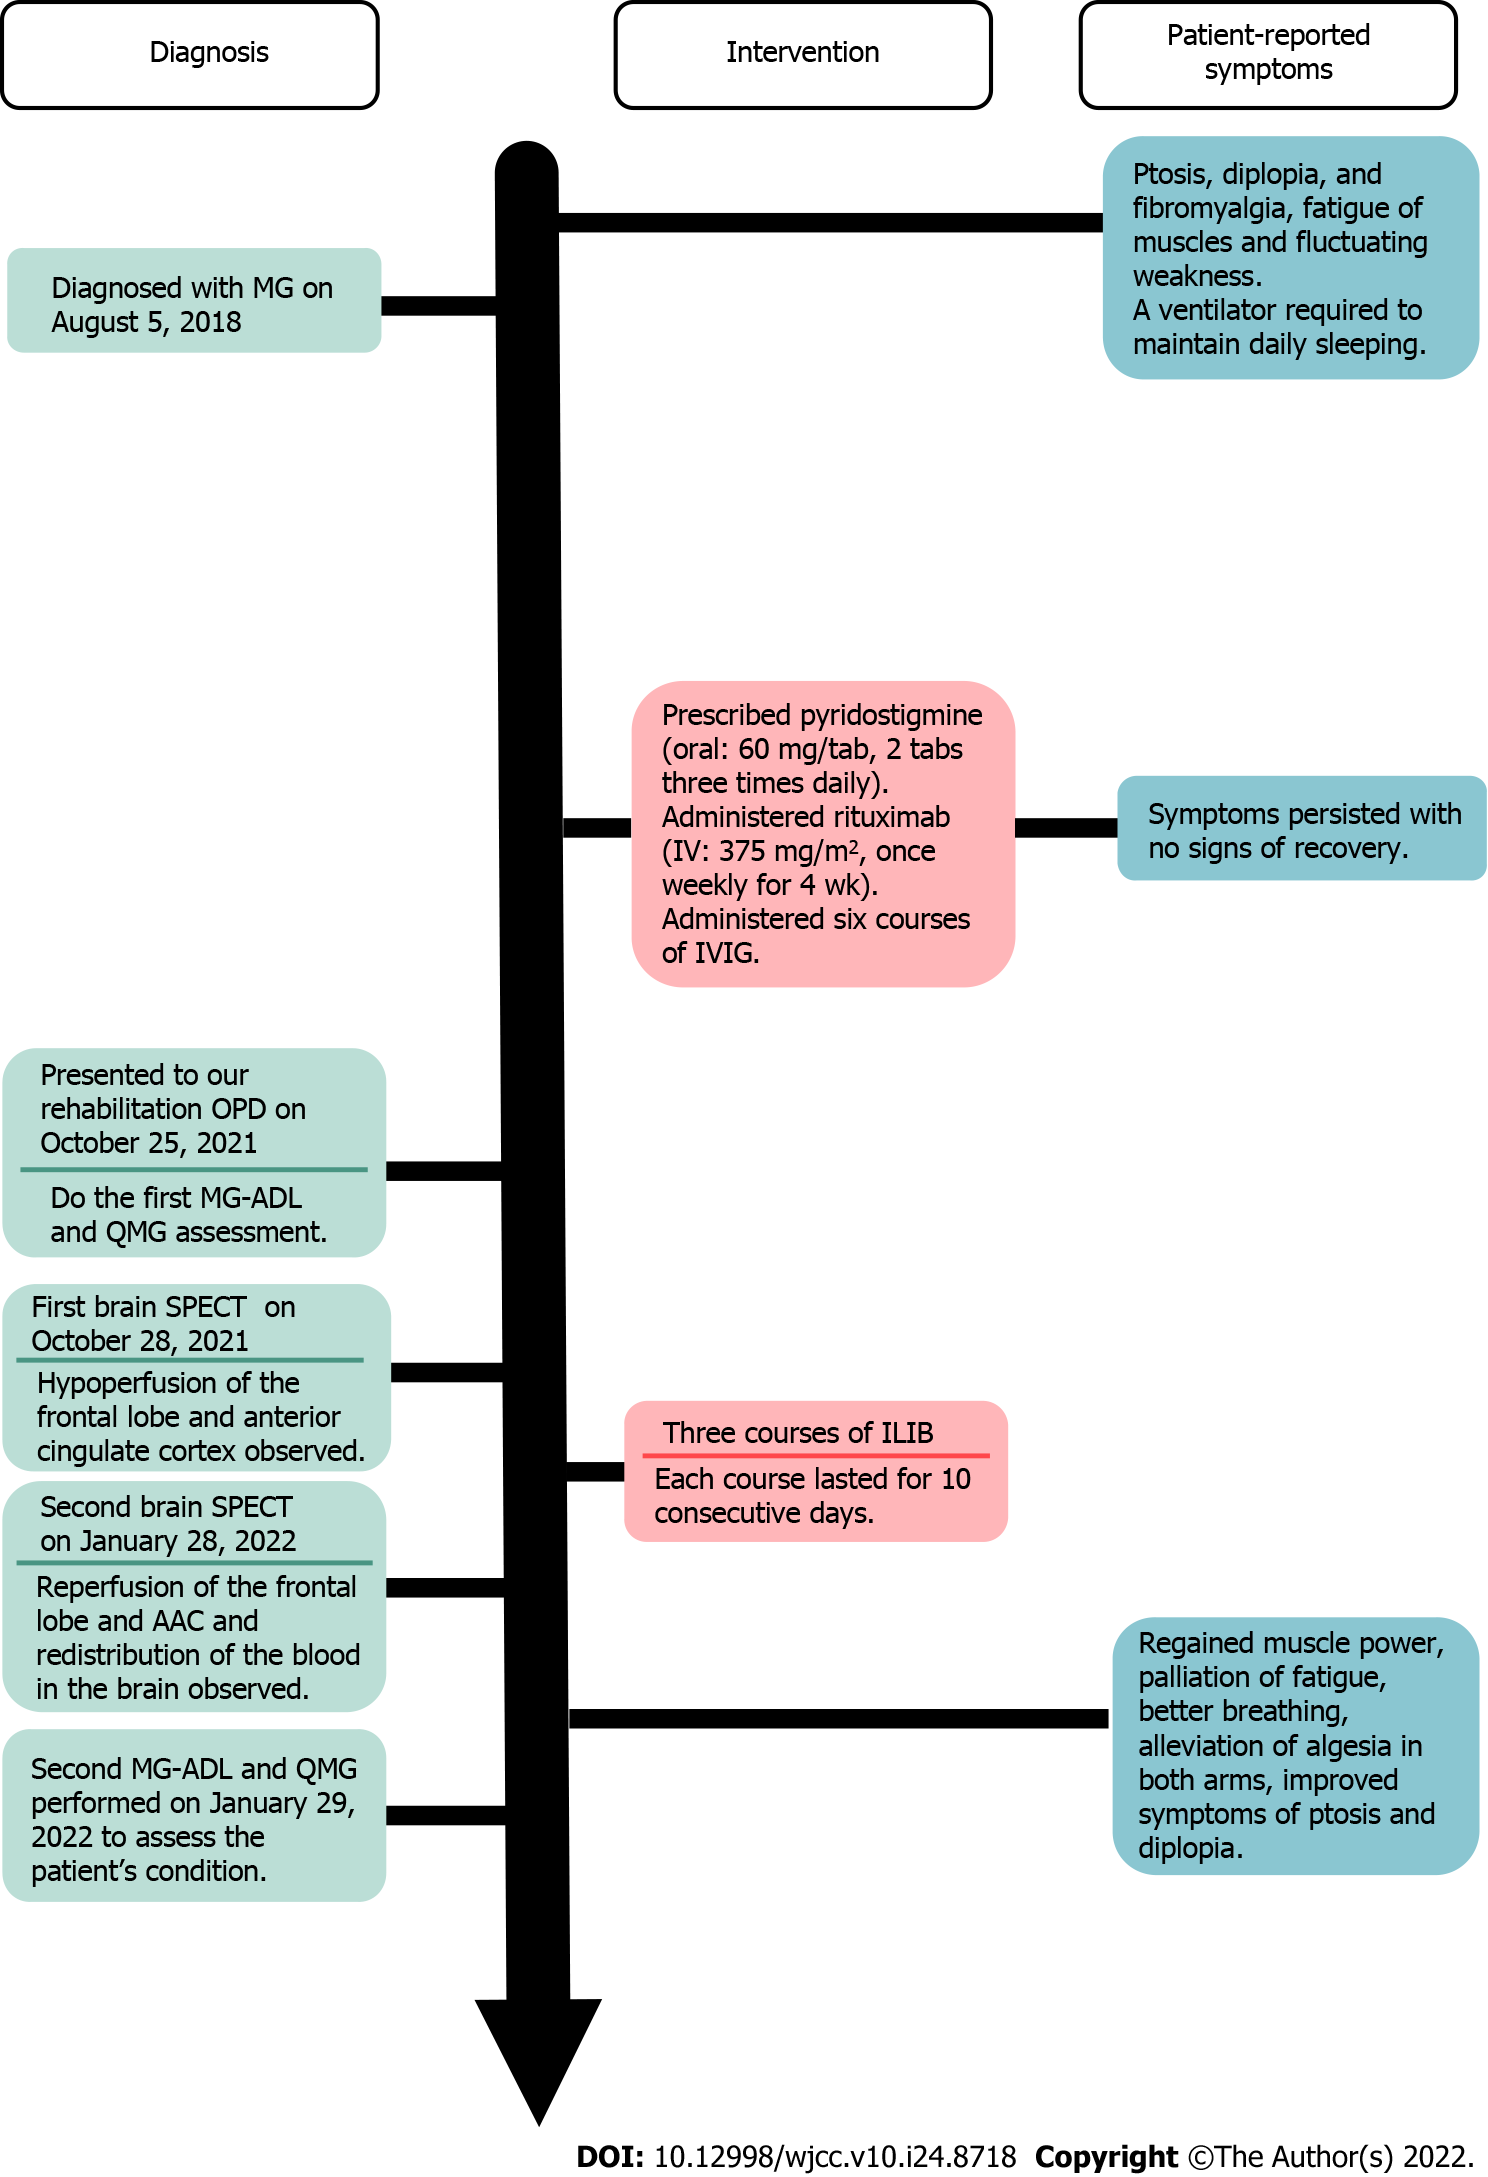 Diagnosis
Intervention
Patient-reported
symptoms
Ptosis, diplopia, and
fibromyalgia, fatigue of
muscles and fluctuating
weakness.
A ventilator required to
maintain daily sleeping.
Diagnosed with MG on
August 5, 2018
Prescribed pyridostigmine
(oral: 60 mg/tab, 2 tabs
three times daily).
Administered rituximab
(IV: 375 mg/m², once
weekly for 4 wk).
Administered six courses
of IVIG.
Symptoms persisted with
no signs of recovery.
Presented to our
rehabilitation OPD on
October 25, 2021
Do the first MG-ADL
and QMG assessment.
First brain SPECT on
October 28, 2021
Hypoperfusion of the
frontal lobe and anterior
cingulate cortex observed.
Three courses of ILIB
Each course lasted for 10
consecutive days.
Second brain SPECT
on January 28, 2022
Reperfusion of the frontal
lobe and AAC and
redistribution of the blood
in the brain observed.
Regained muscle power,
palliation of fatigue,
better breathing,
alleviation of algesia in
both arms, improved
symptoms of ptosis and
diplopia.
Second MG-ADL and QMG
performed on January 29,
2022 to assess the
patient’s condition.
DOI: 10.12998/wjcc.v10.i24.8718 Copyright ©The Author(s) 2022.